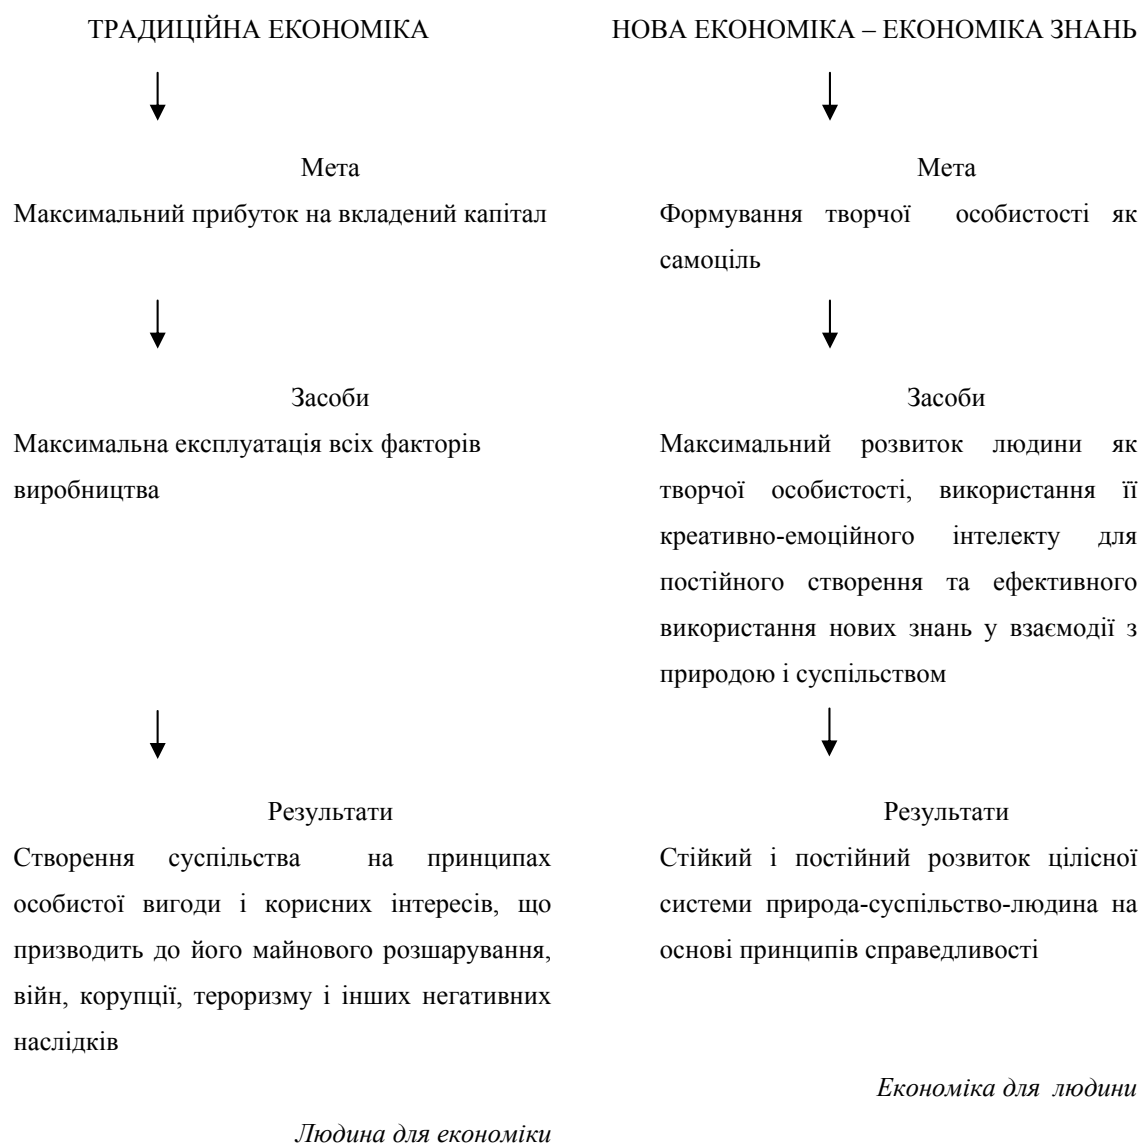 ТРАДИЦІЙНА ЕКОНОМІКА
Мета
Максимальний прибуток на вкладений капітал
Засоби
Максимальна експлуатація всіх факторів
виробництва
Результати
Створення суспільства на принципах
особистої вигоди і корисних інтересів, що
призводить до його майнового розшарування,
війн, корупції, тероризму і інших негативних
наслідків
Людина для економіки
НОВА ЕКОНОМІКА – ЕКОНОМІКА ЗНАНЬ
Мета
Формування творчої особистості як
самоціль
Засоби
Максимальний розвиток людини як
творчої особистості, використання її
креативно-емоційного інтелекту для
постійного створення та ефективного
використання нових знань у взаємодії з
природою і суспільством
Результати
Стійкий і постійний розвиток цілісної
системи природа-суспільство-людина на
основі принципів справедливості
Економіка для людини